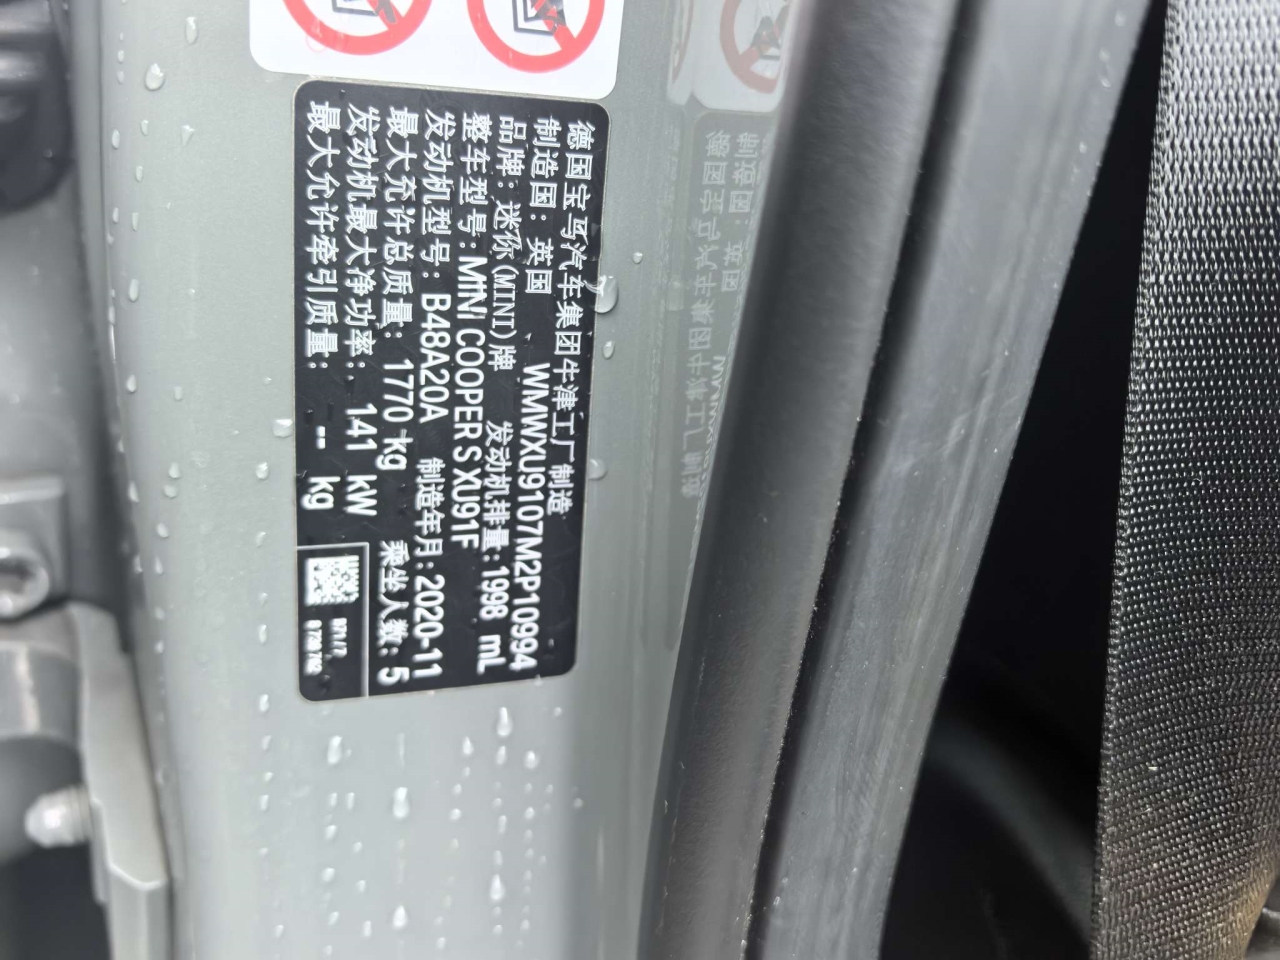 德国宝马汽车集团牛津工厂制造
制造国：英国 WMWXU9107M2P10994
品牌：迷你(MINI)牌 发动机排量：1998 mL
整车型号：MINI COOPER S XU91F
发动机型号：B48A20A 制造年月：2020-11
最大充许总质量：1770 kg 乘坐人数：5
发动机最大净功率：141 kW
最大允许牵引质量：-- kg